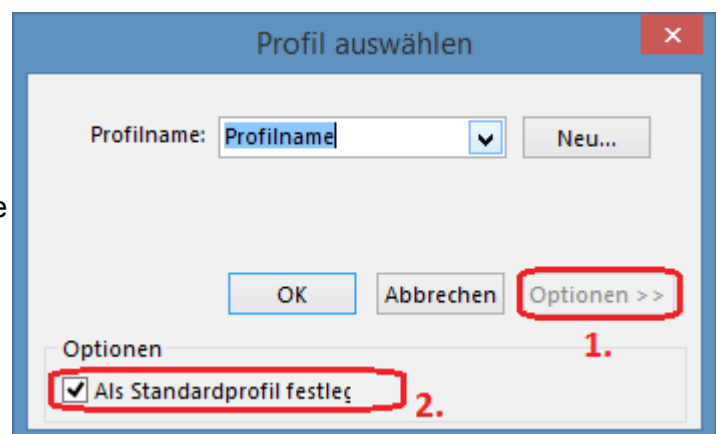 Profil auswählen
Profilname: Profilname Neu...
e
OK Abbrechen Optionen >>
1.
Optionen
Als Standardprofil festleg
2.